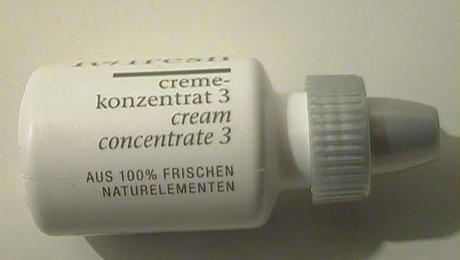 creme-
konzentrat 3
cream
concentrate 3
AUS 100% FRISCHEN
NATURELEMENTEN